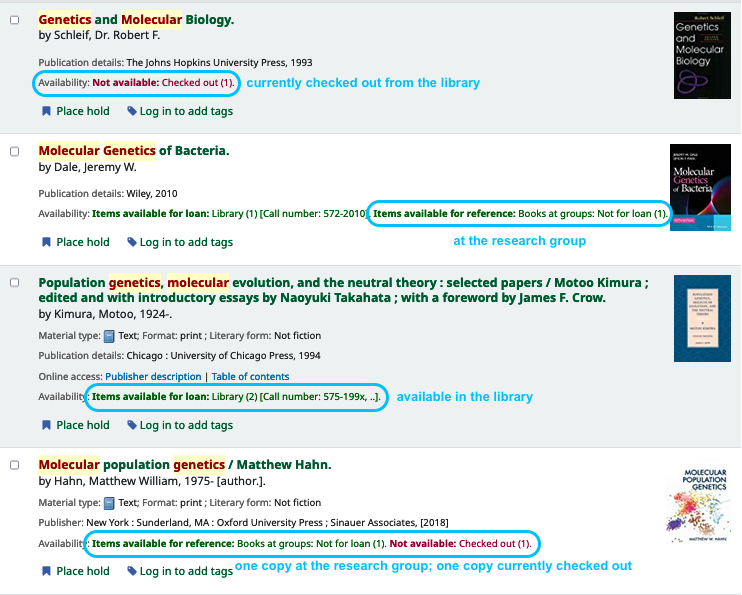 Genetics and Molecular Biology.
by Schleif, Dr. Robert F.
Publication details: The Johns Hopkins University Press, 1993
Availability: Not available: Checked out (1). currently checked out from the library
Place hold Log in to add tags
Robert Schleif
Genetics
and
Molecular
Biology
Molecular Genetics of Bacteria.
by Dale, Jeremy W.
Publication details: Wiley, 2010
Availability: Items available for loan: Library (1) [Call number: 572-2010]. Items available for reference: Books at groups: Not for loan (1).
at the research group
Place hold Log in to add tags
Molecular
Genetics
of Bacteria
Population genetics, molecular evolution, and the neutral theory : selected papers / Motoo Kimura ;
edited and with introductory essays by Naoyuki Takahata ; with a foreword by James F. Crow.
by Kimura, Motoo, 1924-.
Material type: Text; Format: print ; Literary form: Not fiction
Publication details: Chicago : University of Chicago Press, 1994
Online access: Publisher description | Table of contents
Availability: Items available for loan: Library (2) [Call number: 575-199x, ..]. available in the library
Place hold Log in to add tags
Molecular population genetics / Matthew Hahn.
by Hahn, Matthew William, 1975- [author.].
Material type: Text; Format: print ; Literary form: Not fiction
Publisher: New York : Sunderland, MA : Oxford University Press ; Sinauer Associates, [2018]
Availability: Items available for reference: Books at groups: Not for loan (1). Not available: Checked out (1).
Place hold Log in to add tags one copy at the research group; one copy currently checked out
MOLECULAR
POPULATION
GENETICS
MATTHEW W. HAHN